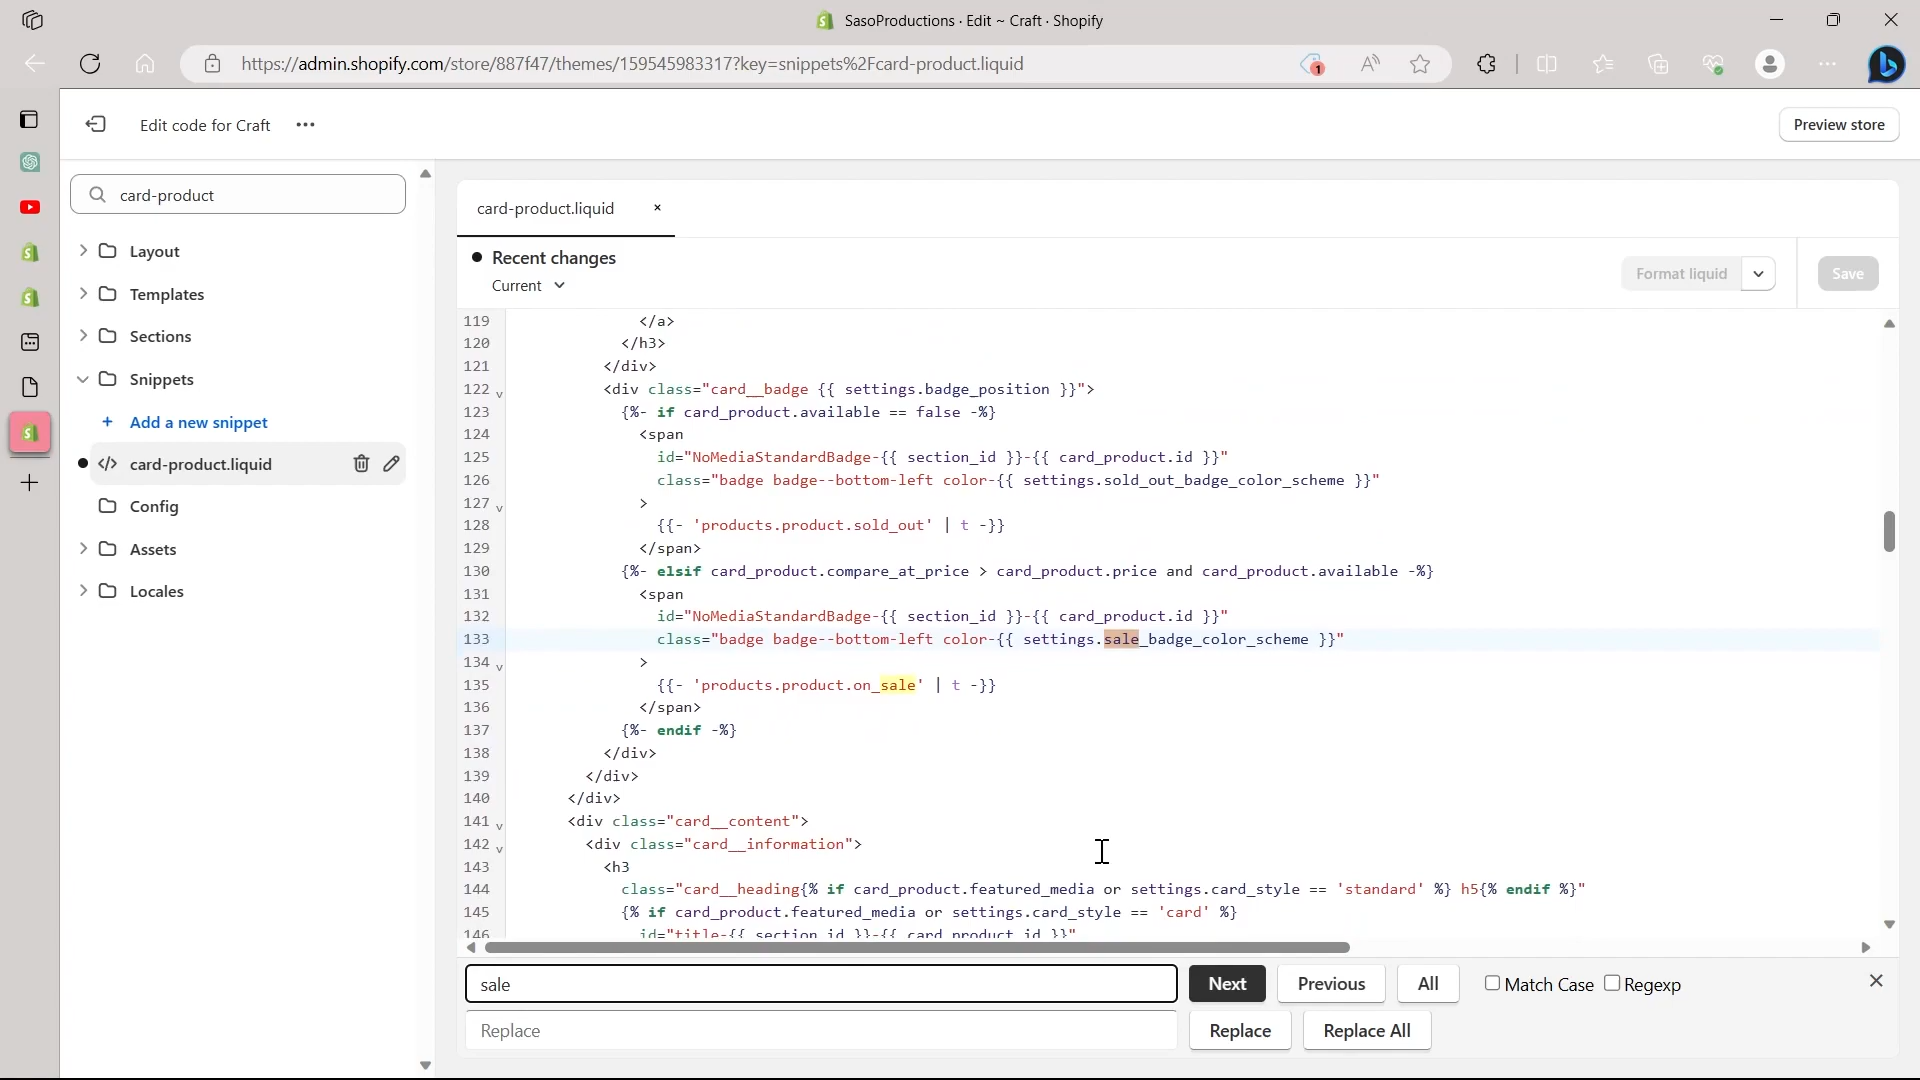 SasoProductions · Edit ~ Craft · Shopify
https://admin.shopify.com/store/887f47/themes/159545983317?key=snippets%2Fcard-product.liquid
1
Edit code for Craft
Preview store
card-product
Layout
Templates
Sections
Snippets
+ Add a new snippet
</> card-product.liquid
Config
Assets
Locales
card-product.liquid ×
Recent changes
Current
Format liquid
Save
119 </a>
120 </h3>
121 </div>
122 <div class="card__badge {{ settings.badge_position }}">
123 {%- if card_product.available == false -%}
124 <span
125 id="NoMediaStandardBadge-{{ section_id }}-{{ card_product.id }}"
126 class="badge badge--bottom-left color-{{ settings.sold_out_badge_color_scheme }}"
127 >
128 {{- 'products.product.sold_out' | t -}}
129 </span>
130 {%- elsif card_product.compare_at_price > card_product.price and card_product.available -%}
131 <span
132 id="NoMediaStandardBadge-{{ section_id }}-{{ card_product.id }}"
133 class="badge badge--bottom-left color-{{ settings.sale_badge_color_scheme }}"
134 >
135 {{- 'products.product.on_sale' | t -}}
136 </span>
137 {%- endif -%}
138 </div>
139 </div>
140 </div>
141 <div class="card__content">
142 <div class="card__information">
143 <h3
144 class="card__heading{% if card_product.featured_media or settings.card_style == 'standard' %} h5{% endif %}"
145 {% if card_product.featured_media or settings.card_style == 'card' %}
146 id="title-{{ section_id }}-{{ card_product.id }}"
sale
Next
Previous
All
Match Case
Regexp
Replace
Replace
Replace All